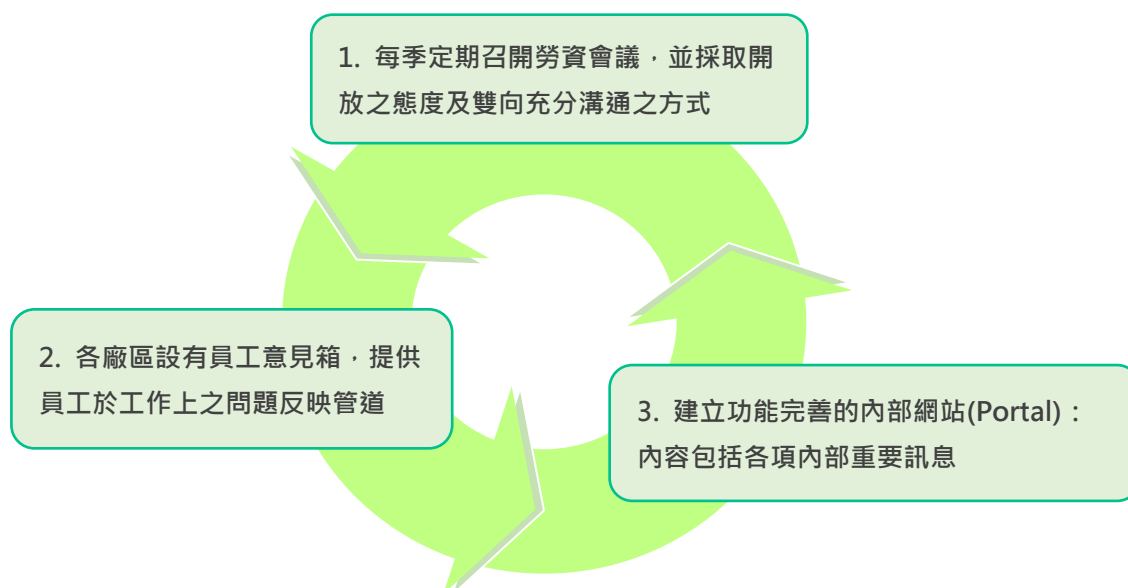 1. 每季定期召開勞資會議，並採取開
放之態度及雙向充分溝通之方式
2. 各廠區設有員工意見箱，提供
員工於工作上之問題反映管道
3. 建立功能完善的內部網站(Portal)：
內容包括各項內部重要訊息